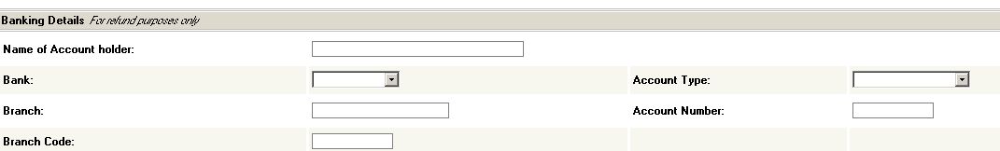 Banking Details For refund purposes only
Name of Account holder:
Bank: Account Type:
Branch: Account Number:
Branch Code: